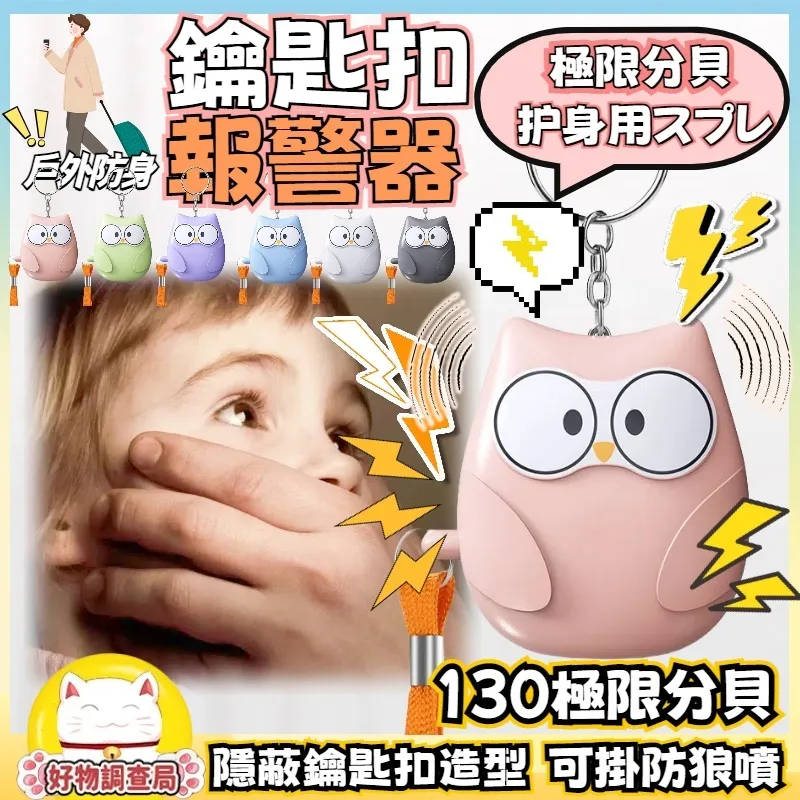 鑰匙扣
報警器
極限分貝
护身用スプレ
戶外防身
130極限分貝
隱蔽鑰匙扣造型 可掛防狼噴
好物調查局